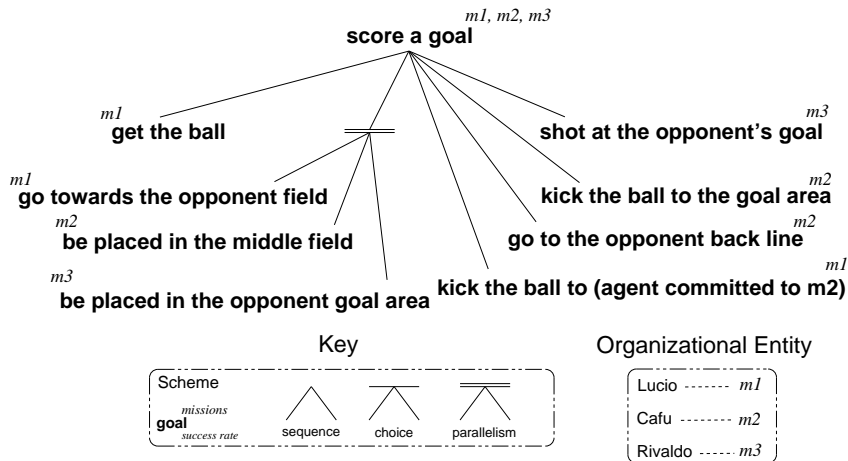 m1, m2, m3
score a goal
m1
get the ball
m3
shot at the opponent's goal
m1
go towards the opponent field
m2
kick the ball to the goal area
m2
be placed in the middle field
m2
go to the opponent back line
m3
be placed in the opponent goal area
m1
kick the ball to (agent committed to m2)
Key
Organizational Entity
Scheme
missions
goal
success rate
sequence
choice
parallelism
Lucio m1
Cafu m2
Rivaldo m3